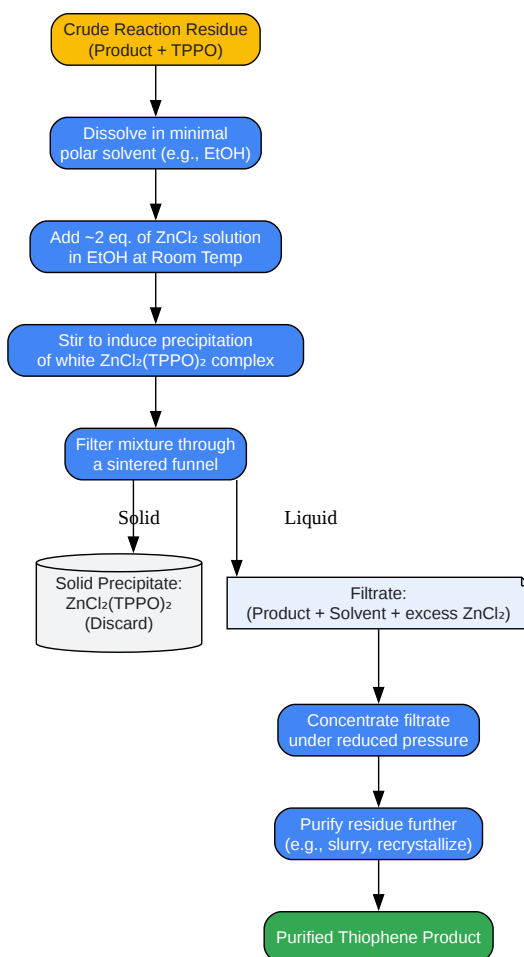 Crude Reaction Residue
(Product + TPPO)
Dissolve in minimal
polar solvent (e.g., EtOH)
Add ~2 eq. of ZnCl₂ solution
in EtOH at Room Temp
Stir to induce precipitation
of white ZnCl₂(TPPO)₂ complex
Filter mixture through
a sintered funnel
Solid
Liquid
Solid Precipitate:
ZnCl₂(TPPO)₂
(Discard)
Filtrate:
(Product + Solvent + excess ZnCl₂)
Concentrate filtrate
under reduced pressure
Purify residue further
(e.g., slurry, recrystallize)
Purified Thiophene Product